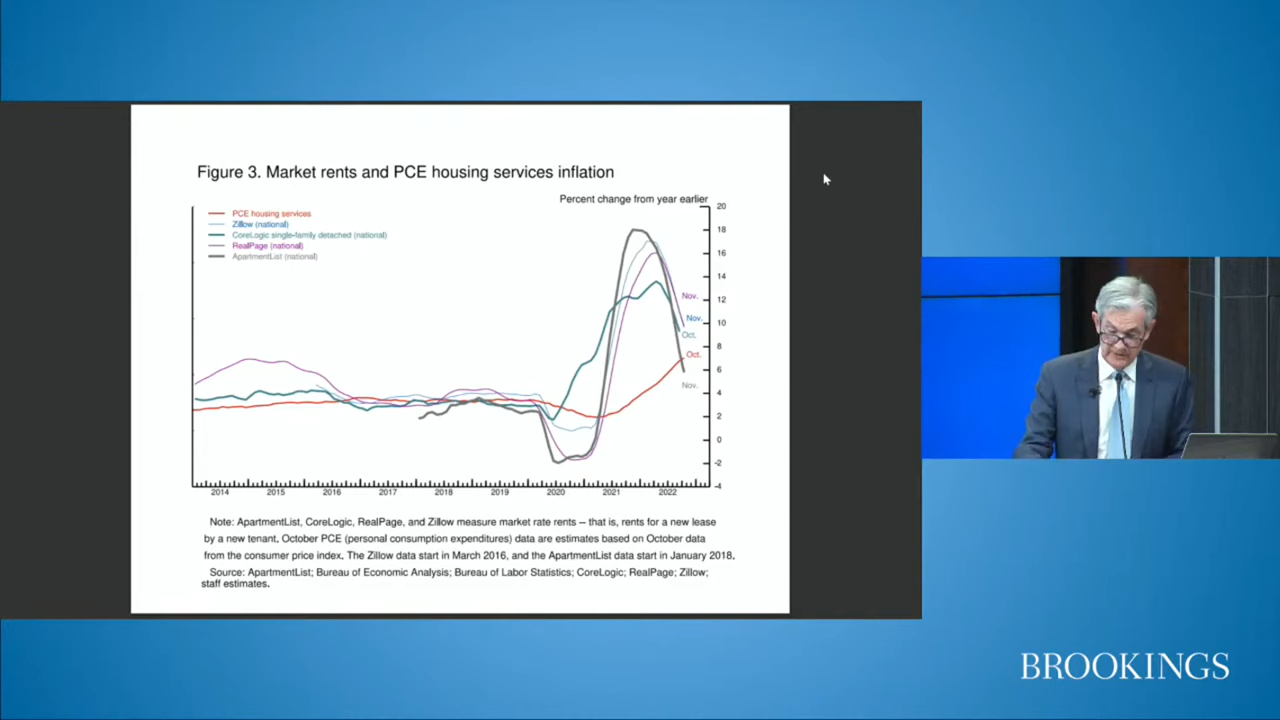 Figure 3. Market rents and PCE housing services inflation
Percent change from year earlier
PCE housing services
Zillow (national)
CoreLogic single-family detached (national)
RealPage (national)
ApartmentList (national)
20
18
16
14
12
10
8
6
4
2
0
-2
-4
Nov.
Nov.
Oct.
Oct.
Nov.
2014 2015 2016 2017 2018 2019 2020 2021 2022
Note: ApartmentList, CoreLogic, RealPage, and Zillow measure market rate rents – that is, rents for a new lease
by a new tenant. October PCE (personal consumption expenditures) data are estimates based on October data
from the consumer price index. The Zillow data start in March 2016, and the ApartmentList data start in January 2018.
Source: ApartmentList; Bureau of Economic Analysis; Bureau of Labor Statistics; CoreLogic; RealPage; Zillow;
staff estimates.
BROOKINGS